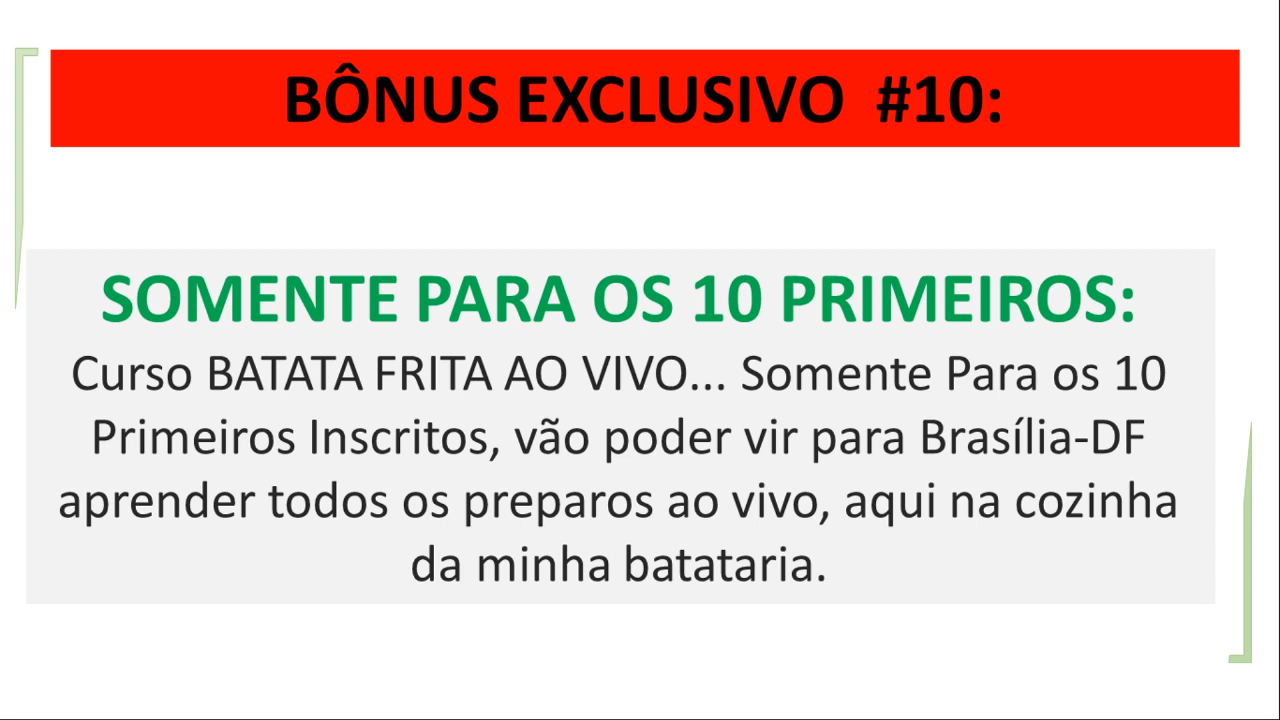 BÔNUS EXCLUSIVO #10:
SOMENTE PARA OS 10 PRIMEIROS:
Curso BATATA FRITA AO VIVO... Somente Para os 10
Primeiros Inscritos, vão poder vir para Brasília-DF
aprender todos os preparos ao vivo, aqui na cozinha
da minha batataria.